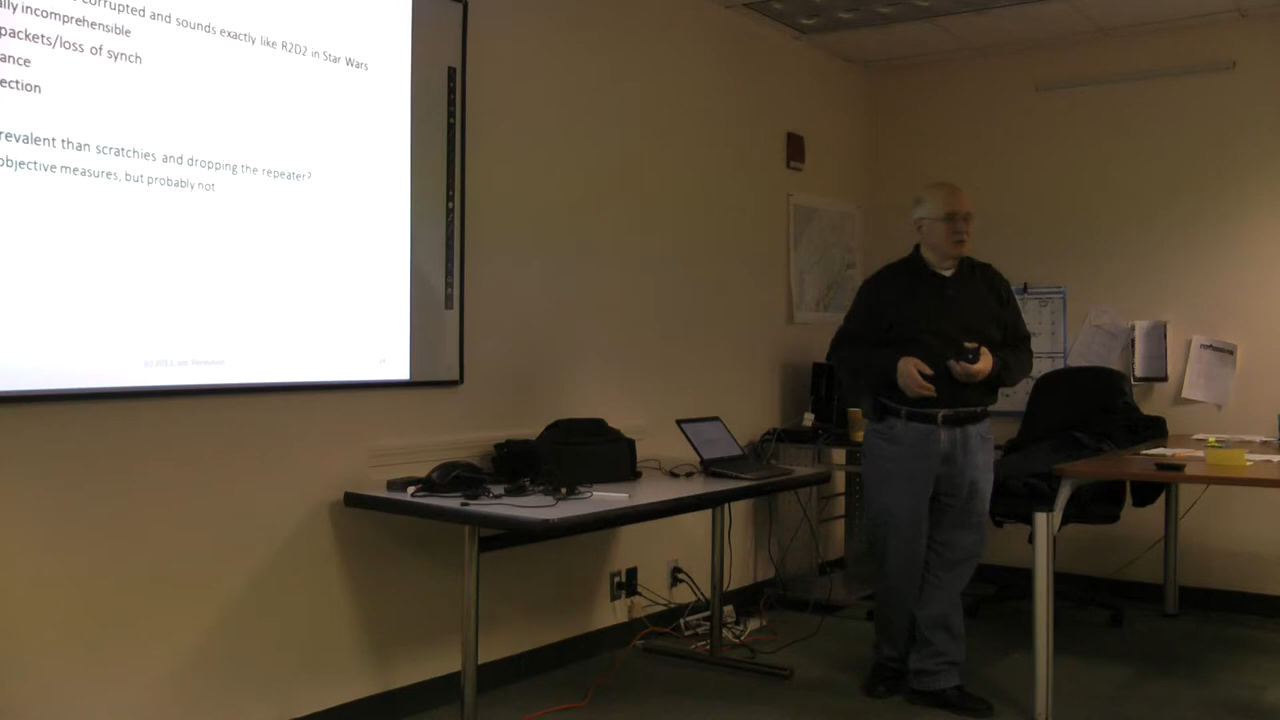 corrupted and sounds exactly like R2D2 in Star Wars
ally incomprehensible
packets/loss of synch
ance
ection
revalent than scratchies and dropping the repeater?
objective measures, but probably not